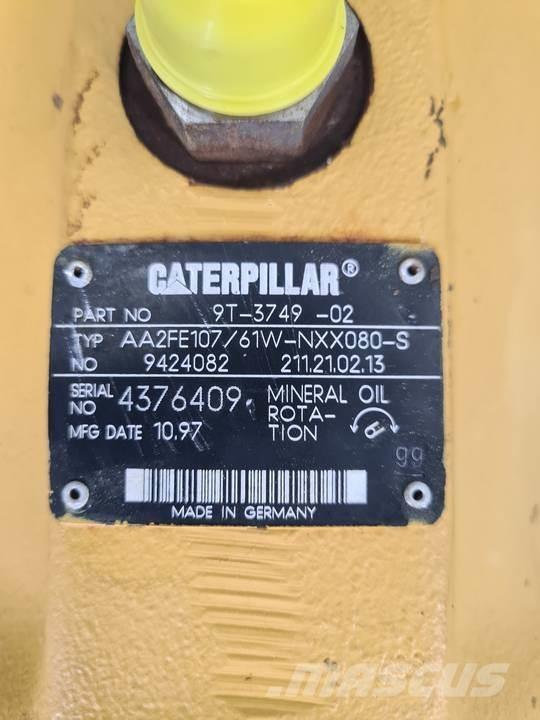 CATERPILLAR®
PART NO 9T-3749 -02
TYP AA2FE107/61W-NXX080-S
NO 9424082 211.21.02.13
SERIAL NO 4376409 MINERAL OIL
ROTA-
MFG DATE 10.97 TION
99
MADE IN GERMANY
MASCUS